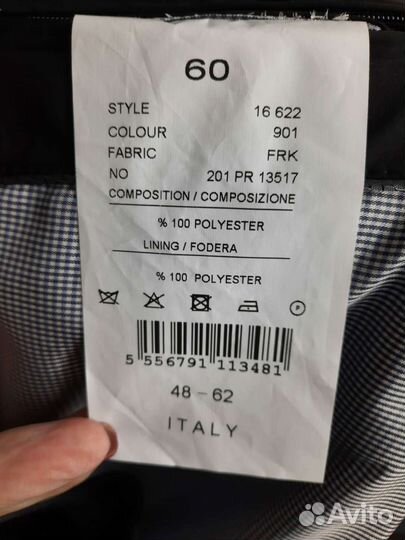 60
STYLE 16 622
COLOUR 901
FABRIC FRK
NO 201 PR 13517
COMPOSITION / COMPOSIZIONE
% 100 POLYESTER
LINING / FODERA
% 100 POLYESTER
P
5 556791 113481
48 - 62
ITALY
Avito